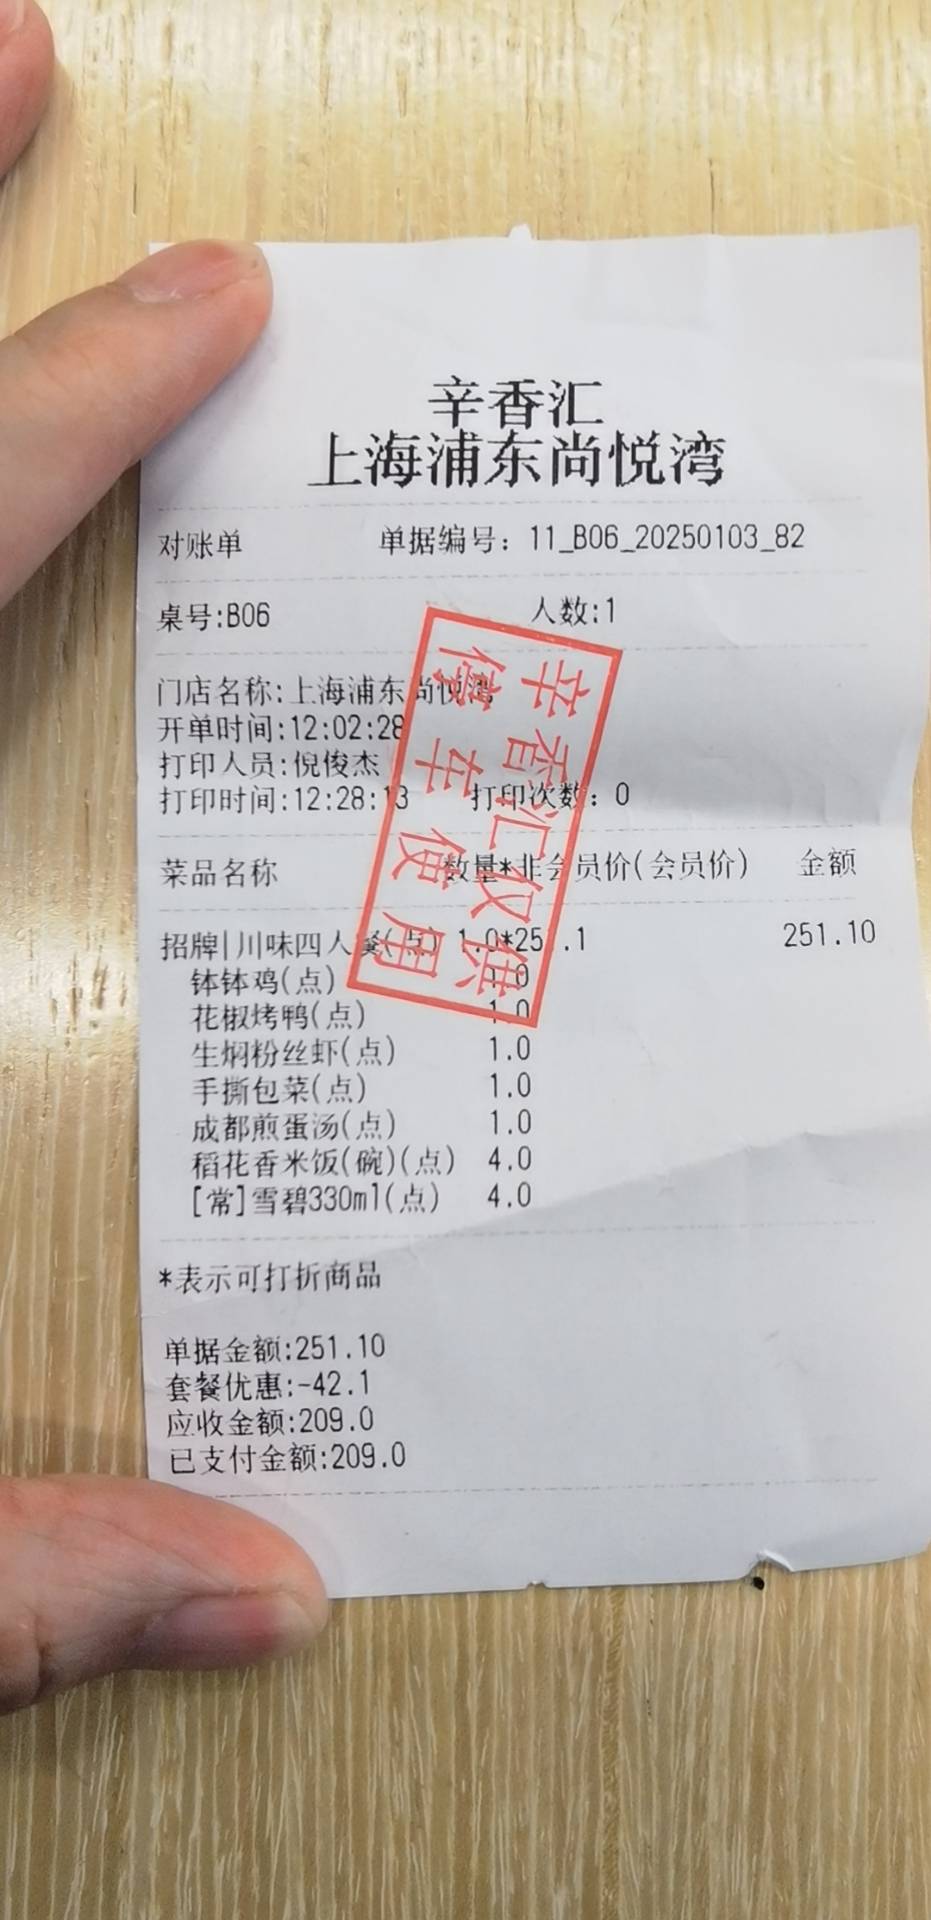 辛香汇
上海浦东尚悦湾
对账单 单据编号：11_B06_20250103_82
桌号:B06 人数:1
门店名称:上海浦东尚悦湾
开单时间:12:02:28
打印人员:倪俊杰
打印时间:12:28:13 打印次数：0
菜品名称 数量*非会员价(会员价) 金额
招牌|川味四人餐(点) 1.0*251.1 251.10
钵钵鸡(点) 1.0
花椒烤鸭(点) 1.0
生焖粉丝虾(点) 1.0
手撕包菜(点) 1.0
成都煎蛋汤(点) 1.0
稻花香米饭(碗)(点) 4.0
[常]雪碧330ml(点) 4.0
*表示可打折商品
单据金额:251.10
套餐优惠:-42.1
应收金额:209.0
已支付金额:209.0
辛香汇仅供
停车使用